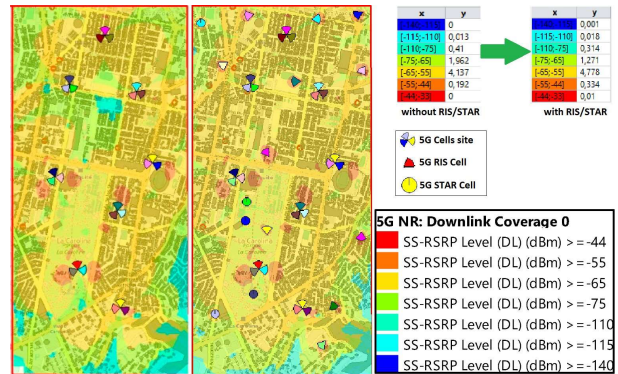 x y
0
[-115;-110] 0,013
[-110;-75] 0,41
[-75;-65] 1,962
[-65;-55] 4,137
[-55;-44] 0,192
[-44;-33] 0
without RIS/STAR
x y
0,001
[-115;-110] 0,018
[-110;-75] 0,314
[-75;-65] 1,271
[-65;-55] 4,778
[-55;-44] 0,334
[-44;-33] 0,01
with RIS/STAR
5G Cells site
5G RIS Cell
5G STAR Cell
5G NR: Downlink Coverage 0
SS-RSRP Level (DL) (dBm) >=-44
SS-RSRP Level (DL) (dBm) >=-55
SS-RSRP Level (DL) (dBm) >=-65
SS-RSRP Level (DL) (dBm) >=-75
SS-RSRP Level (DL) (dBm) >=-110
SS-RSRP Level (DL) (dBm) >=-115
SS-RSRP Level (DL) (dBm) >=-140